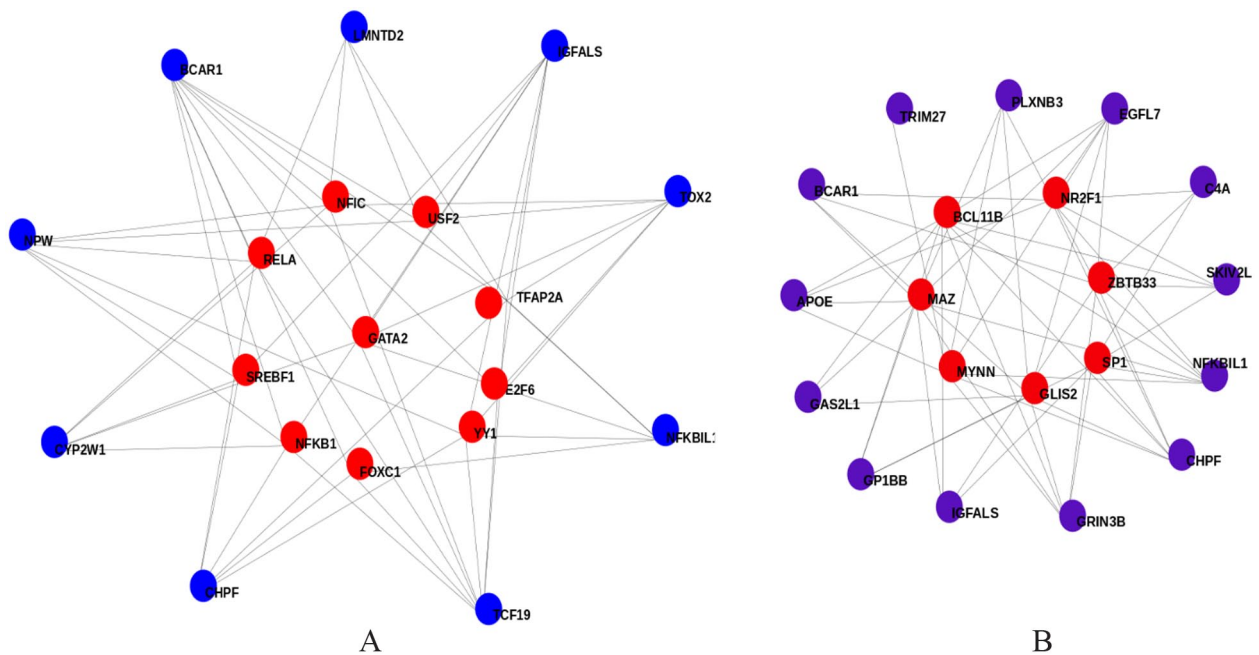 LMNTD2
IGFALS
BCAR1
TOX2
NFIC
USF2
NPW
RELA
TFAP2A
GATA2
SREBF1
E2F6
YY1
NFKBIL1
NFKB1
CYP2W1
FOXC1
CHPF
TCF19
A
PLXNB3
EGFL7
TRIM27
BCAR1
C4A
NR2F1
BCL11B
SKIV2L
ZBTB33
APOE
MAZ
NFKBIL1
SP1
MYNN
GLIS2
GAS2L1
CHPF
GP1BB
IGFALS
GRIN3B
B